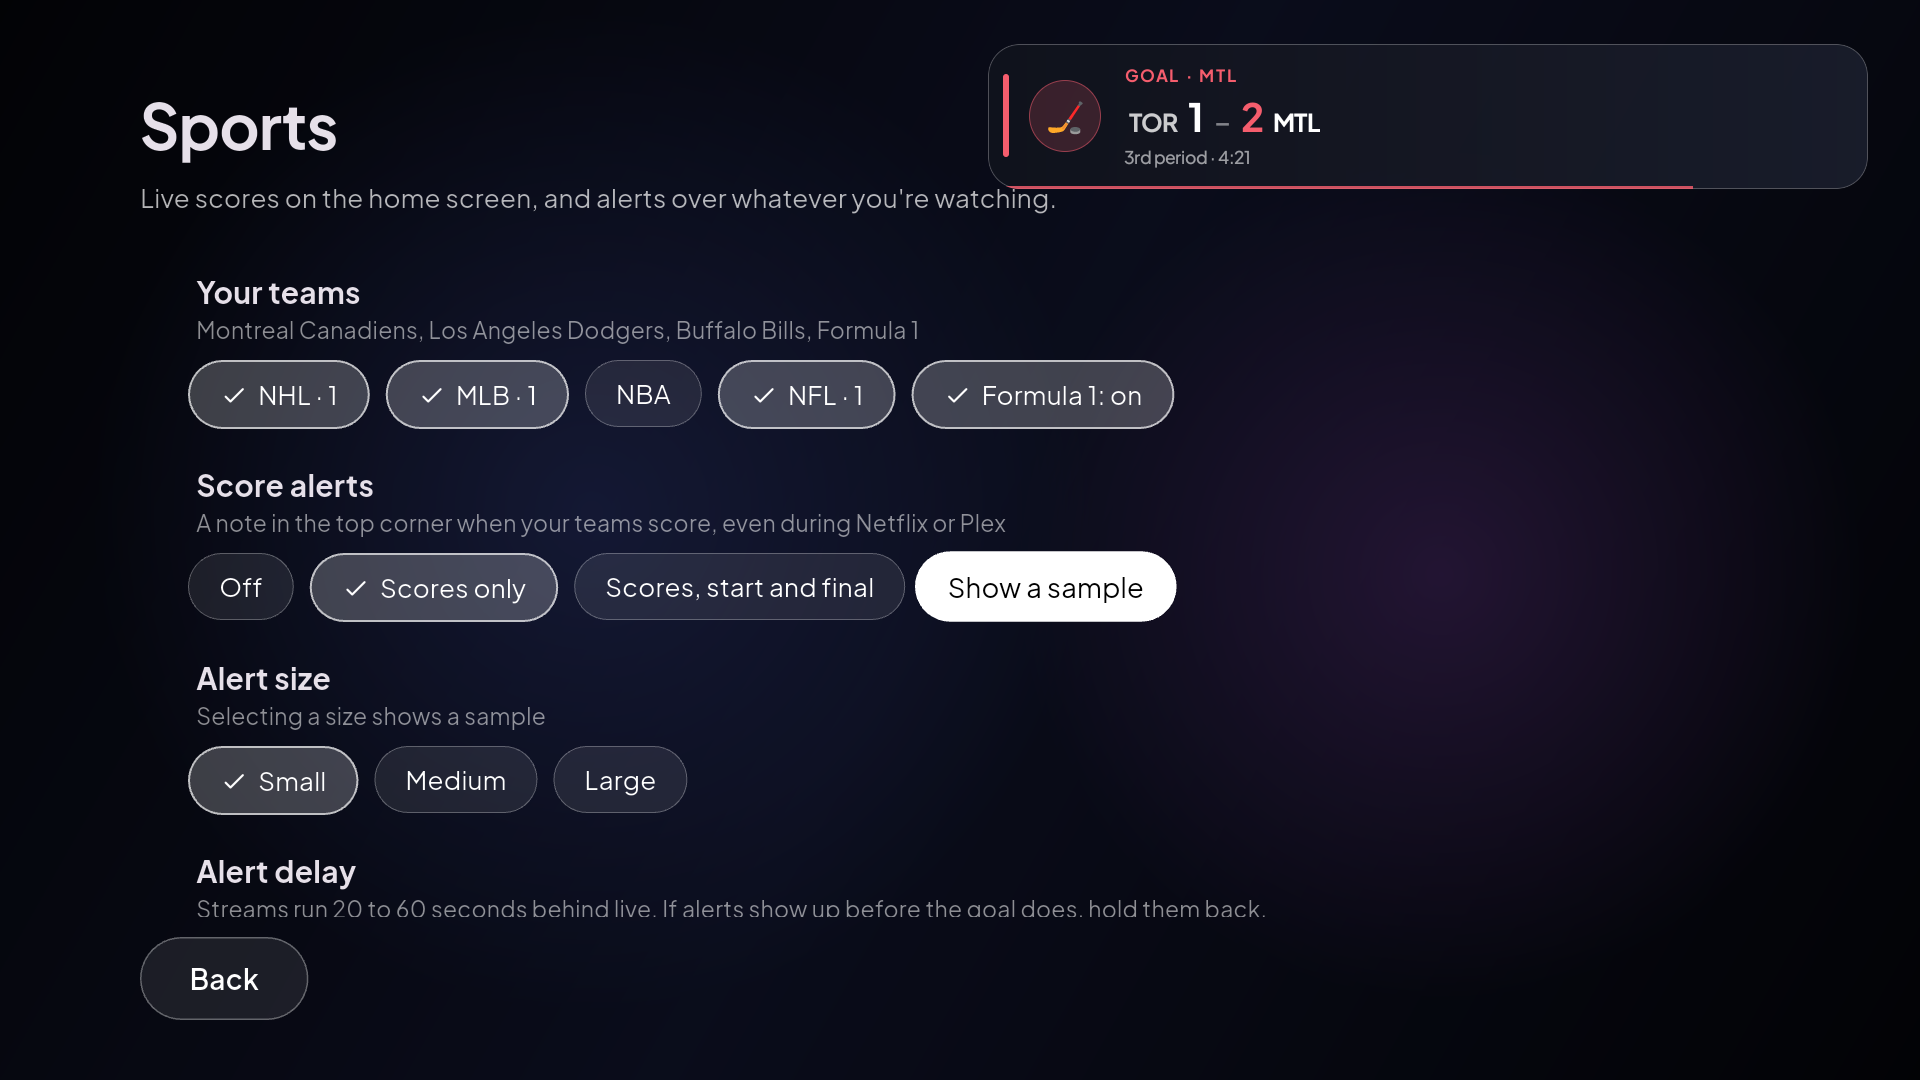 GOAL · MTL
TOR 1 – 2 MTL
3rd period · 4:21
Sports
Live scores on the home screen, and alerts over whatever you're watching.
Your teams
Montreal Canadiens, Los Angeles Dodgers, Buffalo Bills, Formula 1
NHL · 1
MLB · 1
NBA
NFL · 1
Formula 1: on
Score alerts
A note in the top corner when your teams score, even during Netflix or Plex
Off
Scores only
Scores, start and final
Show a sample
Alert size
Selecting a size shows a sample
Small
Medium
Large
Alert delay
Streams run 20 to 60 seconds behind live. If alerts show up before the goal does, hold them back.
Back